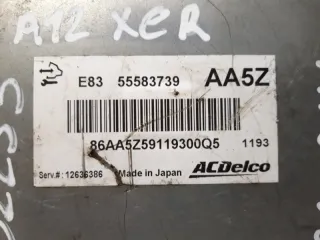 A12 XER
E83 55583739 AA5Z
86AA5Z59119300Q5 1193
Serv.#: 12636386 Made in Japan ACDelco